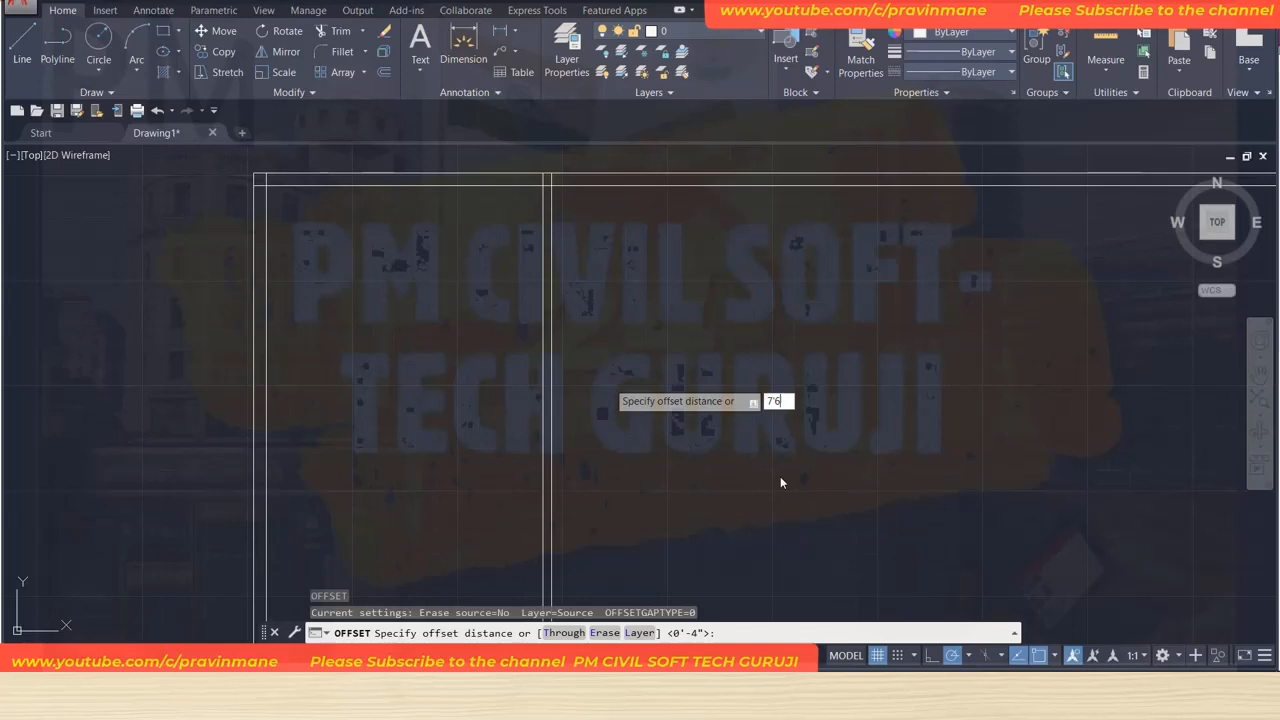 www.youtube.com/c/pravinmane Please Subscribe to the channel
Home Insert Annotate Parametric View Manage Output Add-ins Collaborate Express Tools Featured Apps
Line Polyline Circle Arc
Move Rotate Trim
Copy Mirror Fillet
Stretch Scale Array
Text Dimension Table
Layer Properties
0
Insert
Match Properties
ByLayer
ByLayer
ByLayer
Group
Measure
Paste
Base
Draw Modify Annotation Layers Block Properties Groups Utilities Clipboard View
Start Drawing1*
[−][Top][2D Wireframe]
N
W TOP E
S
WCS
PM CIVIL SOFT-
TECH GURUJI
Specify offset distance or 7'6
Y
X
OFFSET
Current settings: Erase source=No Layer=Source OFFSETGAPTYPE=0
OFFSET Specify offset distance or [Through Erase Layer] <0'-4">:
www.youtube.com/c/pravinmane Please Subscribe to the channel PM CIVIL SOFT TECH GURUJI
MODEL 1:1